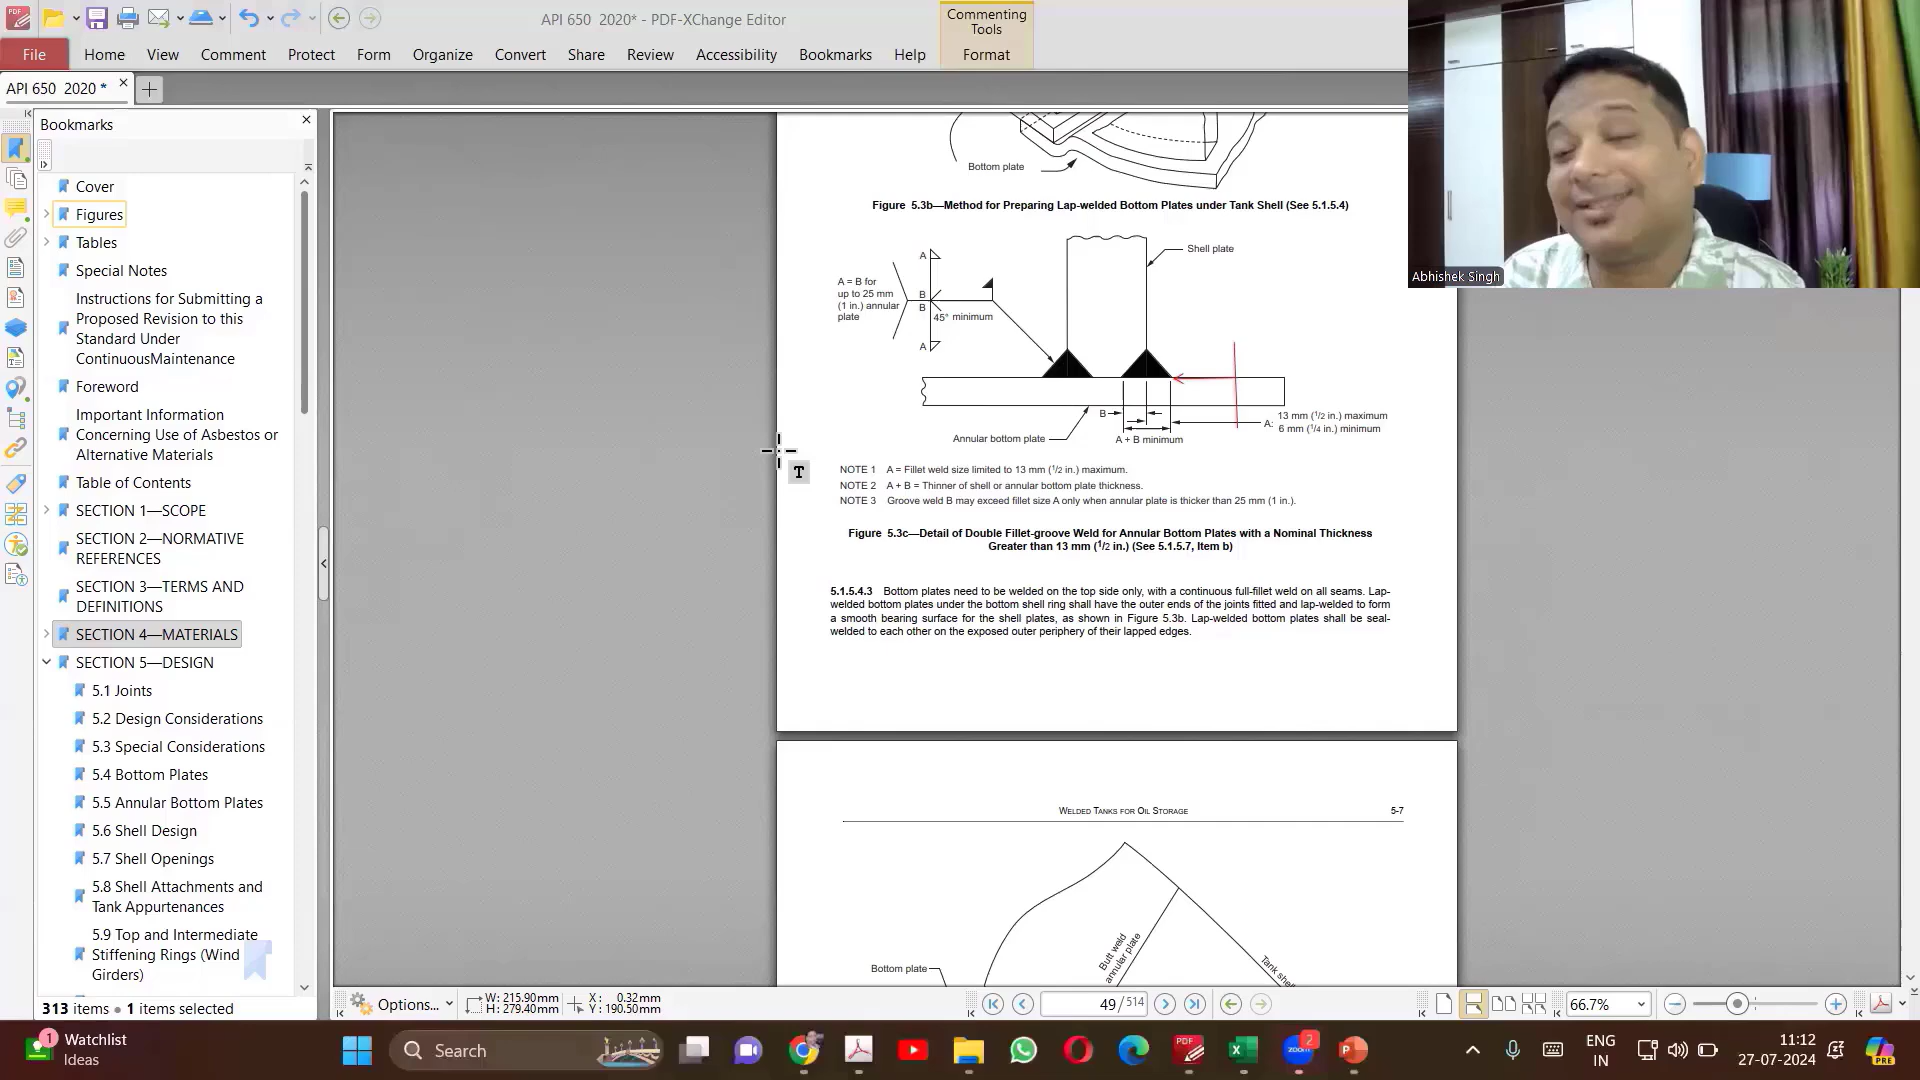 API 650 2020* - PDF-XChange Editor
Commenting
Tools
File
Home
View
Comment
Protect
Form
Organize
Convert
Share
Review
Accessibility
Bookmarks
Help
Format
API 650 2020 *
Bookmarks
Cover
Figures
Tables
Special Notes
Instructions for Submitting a
Proposed Revision to this
Standard Under
ContinuousMaintenance
Foreword
Important Information
Concerning Use of Asbestos or
Alternative Materials
Table of Contents
SECTION 1—SCOPE
SECTION 2—NORMATIVE
REFERENCES
SECTION 3—TERMS AND
DEFINITIONS
SECTION 4—MATERIALS
SECTION 5—DESIGN
5.1 Joints
5.2 Design Considerations
5.3 Special Considerations
5.4 Bottom Plates
5.5 Annular Bottom Plates
5.6 Shell Design
5.7 Shell Openings
5.8 Shell Attachments and
Tank Appurtenances
5.9 Top and Intermediate
Stiffening Rings (Wind
Girders)
313 items • 1 items selected
Bottom plate
Figure 5.3b—Method for Preparing Lap-welded Bottom Plates under Tank Shell (See 5.1.5.4)
Shell plate
A
A = B for
up to 25 mm
(1 in.) annular
plate
B
B
45° minimum
A
B
A: 13 mm (1/2 in.) maximum
6 mm (1/4 in.) minimum
Annular bottom plate
A + B minimum
NOTE 1 A = Fillet weld size limited to 13 mm (1/2 in.) maximum.
NOTE 2 A + B = Thinner of shell or annular bottom plate thickness.
NOTE 3 Groove weld B may exceed fillet size A only when annular plate is thicker than 25 mm (1 in.).
Figure 5.3c—Detail of Double Fillet-groove Weld for Annular Bottom Plates with a Nominal Thickness
Greater than 13 mm (1/2 in.) (See 5.1.5.7, Item b)
5.1.5.4.3 Bottom plates need to be welded on the top side only, with a continuous full-fillet weld on all seams. Lap-
welded bottom plates under the bottom shell ring shall have the outer ends of the joints fitted and lap-welded to form
a smooth bearing surface for the shell plates, as shown in Figure 5.3b. Lap-welded bottom plates shall be seal-
welded to each other on the exposed outer periphery of their lapped edges.
WELDED TANKS FOR OIL STORAGE
5-7
Butt weld
annular plate
Tank shell
Bottom plate
Abhishek Singh
T
Options...
W: 215.90mm
H: 279.40mm
X: 0.32mm
Y: 190.50mm
49 / 514
66.7%
1
Watchlist
Ideas
Search
PDF
zoom
2
ENG
IN
11:12
27-07-2024
PRE